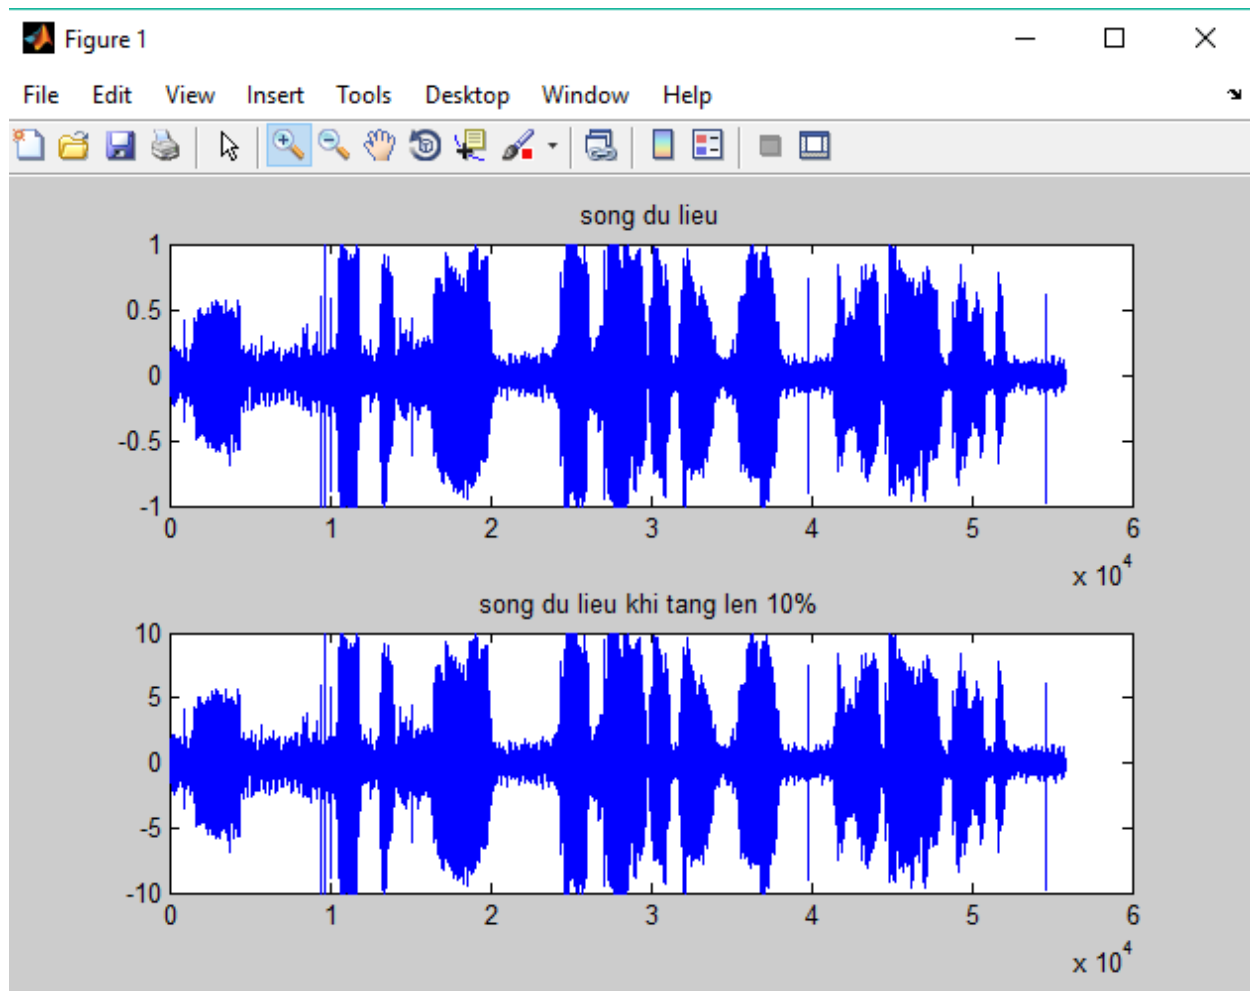 Figure 1
File Edit View Insert Tools Desktop Window Help
song du lieu
1
0.5
0
-0.5
-1
0 1 2 3 4 5 6
x 10^4
song du lieu khi tang len 10%
10
5
0
-5
-10
0 1 2 3 4 5 6
x 10^4